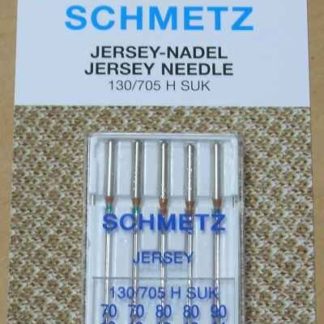 SCHMETZ
JERSEY-NADEL
JERSEY NEEDLE
130/705 H SUK
SCHMETZ
JERSEY
130/705 H SUK
70 70 80 80 90